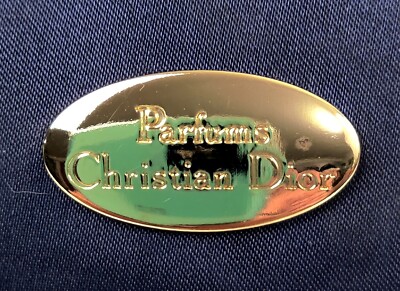 Parfums
Christian Dior